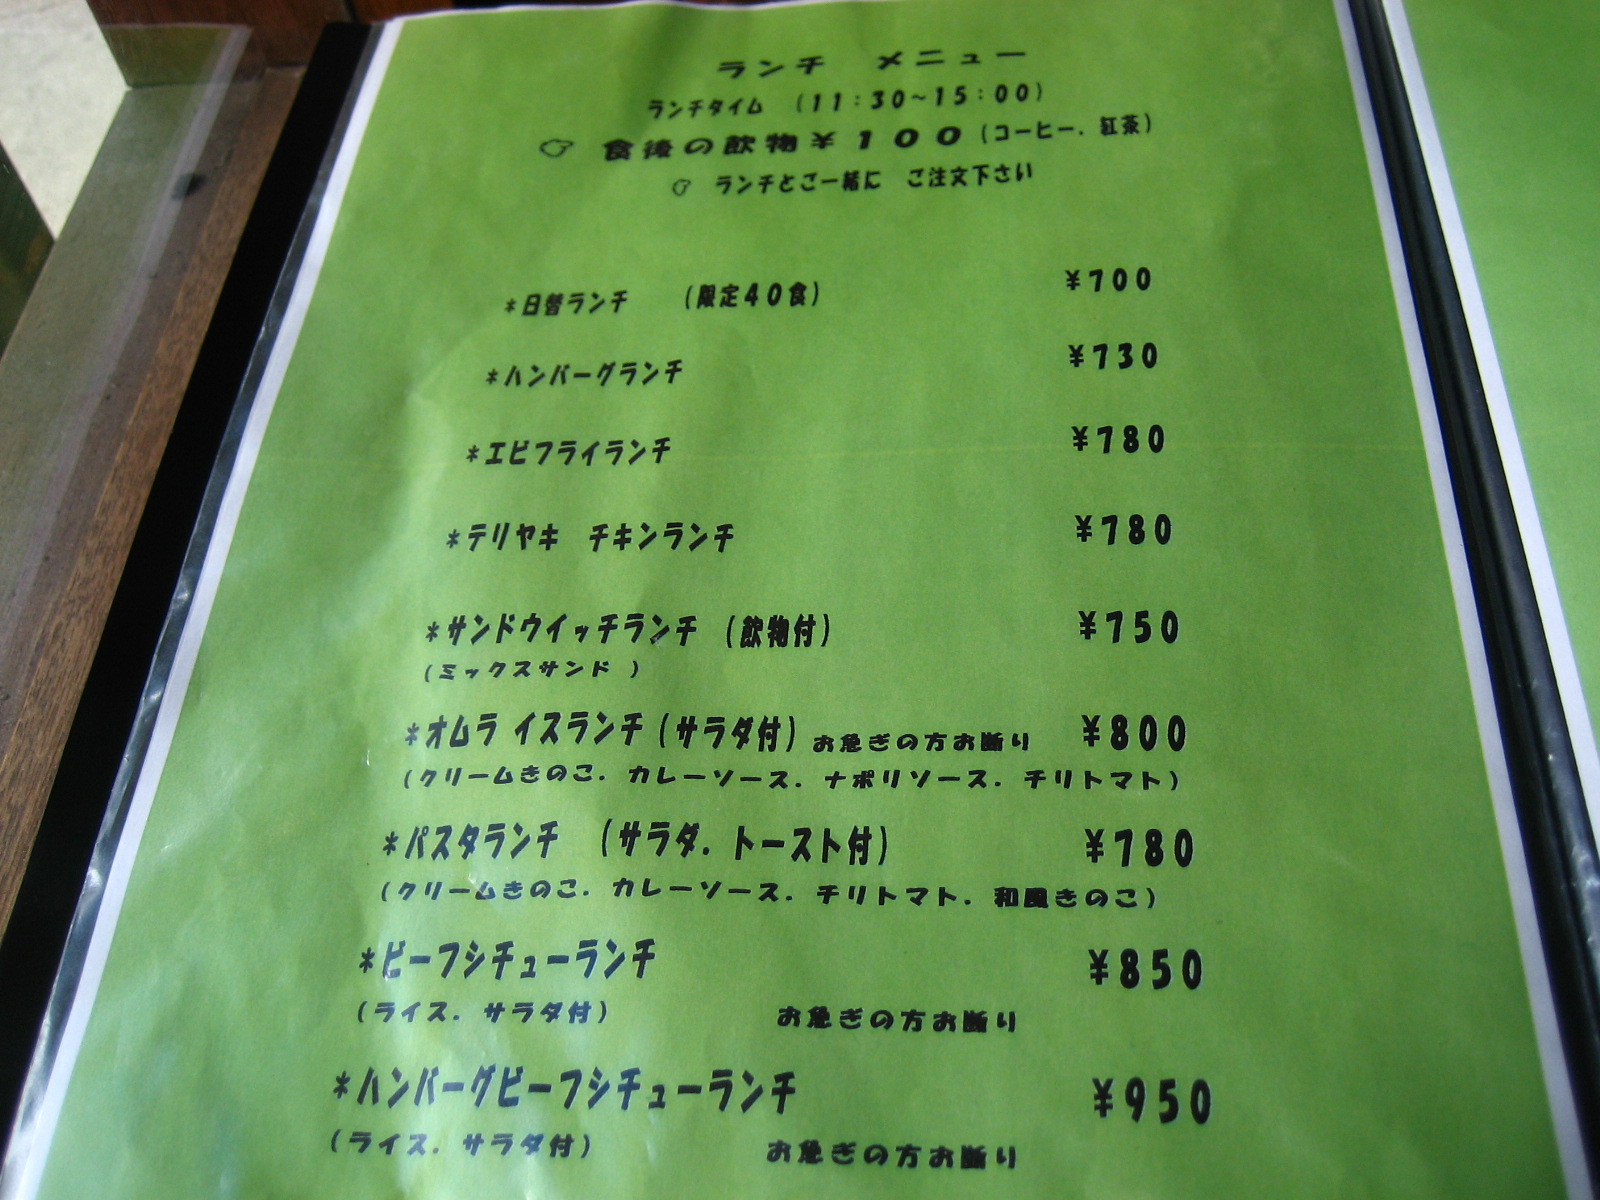 ランチ メニュー
ランチタイム (11:30~15:00)
☞ 食後の飲物¥100(コーヒー. 紅茶)
☞ ランチとご一緒に ご注文下さい
*日替ランチ (限定40食) ¥700
*ハンバーグランチ ¥730
*エビフライランチ ¥780
*テリヤキ チキンランチ ¥780
*サンドウイッチランチ (飲物付) ¥750
(ミックスサンド )
*オムライスランチ(サラダ付) お急ぎの方お断り ¥800
(クリームきのこ. カレーソース. ナポリソース. チリトマト)
*パスタランチ (サラダ. トースト付) ¥780
(クリームきのこ. カレーソース. チリトマト. 和風きのこ)
*ビーフシチューランチ ¥850
(ライス. サラダ付) お急ぎの方お断り
*ハンバーグビーフシチューランチ ¥950
(ライス. サラダ付) お急ぎの方お断り